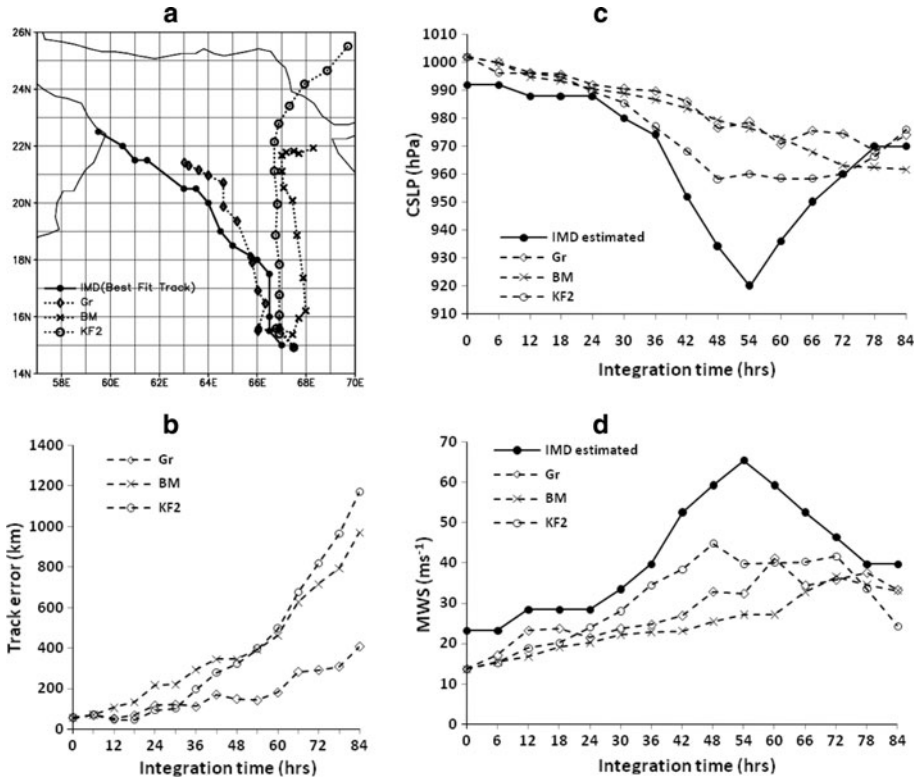 a
26N
24N
22N
20N
18N
16N
14N
IMD(Best Fit Track)
Gr
BM
KF2
58E 60E 62E 64E 66E 68E 70E
c
1010
1000
990
980
970
960
950
940
930
920
910
CSLP (hPa)
IMD estimated
Gr
BM
KF2
0 6 12 18 24 30 36 42 48 54 60 66 72 78 84
Integration time (hrs)
b
1400
1200
1000
800
600
400
200
0
Track error (km)
Gr
BM
KF2
0 12 24 36 48 60 72 84
Integration time (hrs)
d
70
60
50
40
30
20
10
0
MWS (ms-1)
IMD estimated
Gr
BM
KF2
0 6 12 18 24 30 36 42 48 54 60 66 72 78 84
Integration time (hrs)